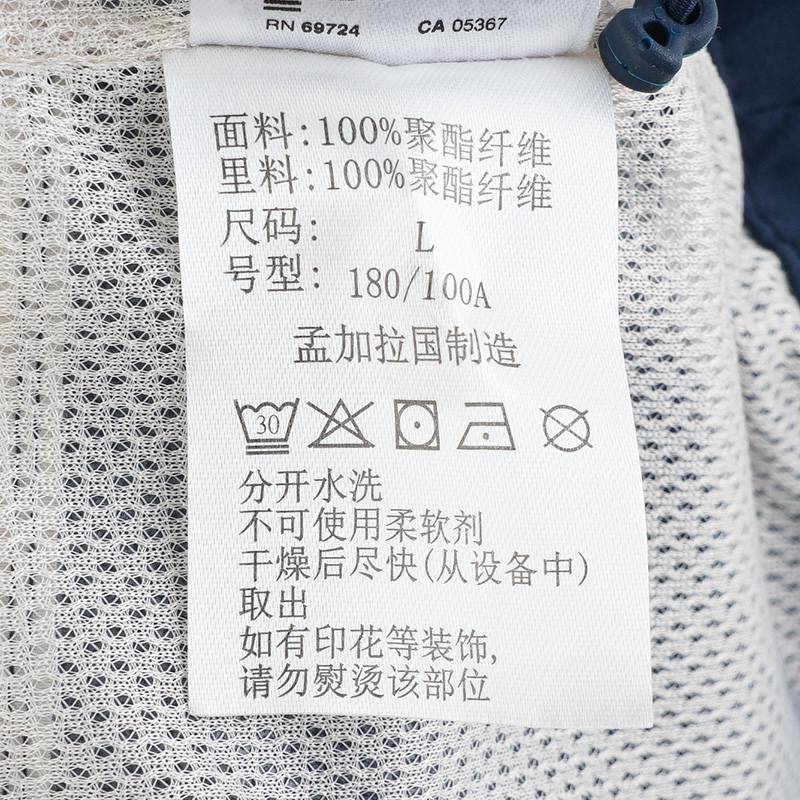 RN 69724 CA 05367
面料:100%聚酯纤维
里料:100%聚酯纤维
尺码: L
号型: 180/100A
孟加拉国制造
30
分开水洗
不可使用柔软剂
干燥后尽快(从设备中)
取出
如有印花等装饰,
请勿熨烫该部位